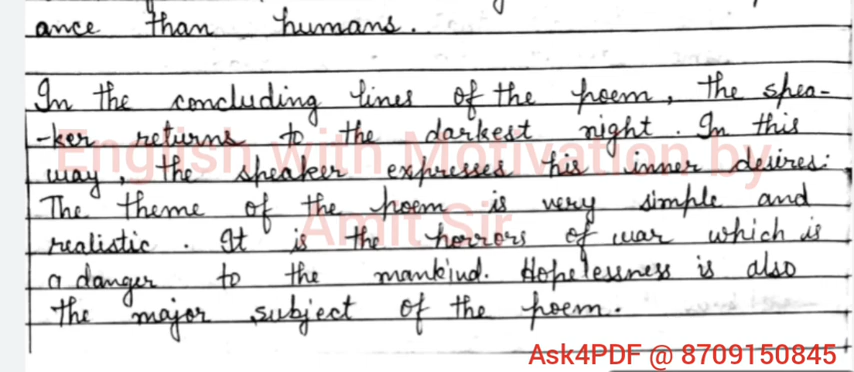 ance than humans.
In the concluding lines of the poem, the spea-
-ker returns to the darkest night. In this
way, the speaker expresses his inner desires.
The theme of the poem is very simple and
realistic. It is the horrors of war which is
a danger to the mankind. Hopelessness is also
the major subject of the poem.
English with Motivation by
Amit Sir
Ask4PDF @ 8709150845